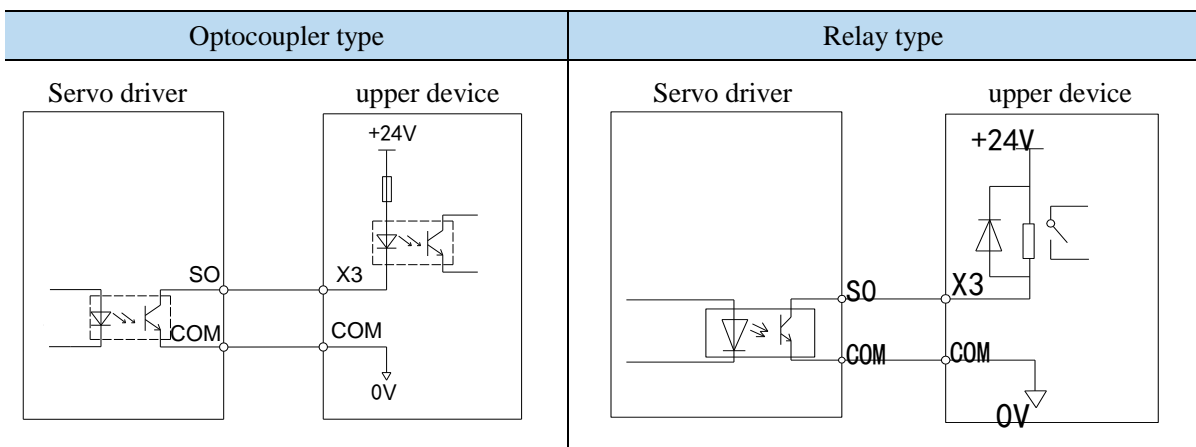 Optocoupler type
Relay type
Servo driver
upper device
+24V
SO
X3
COM
COM
0V
Servo driver
upper device
+24V
SO
X3
COM
COM
0V